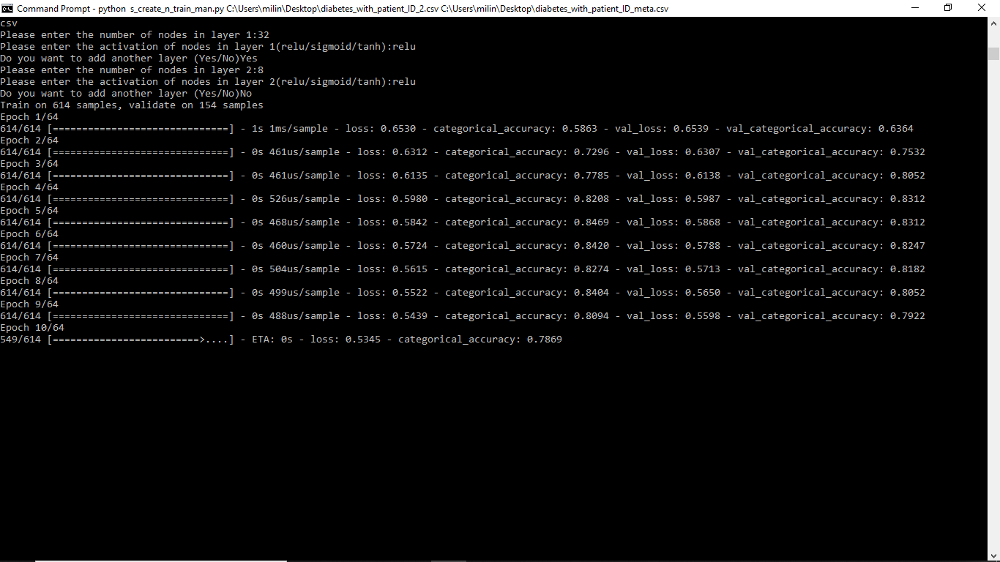 Command Prompt - python  s_create_n_train_man.py C:\Users\milin\Desktop\diabetes_with_patient_ID_2.csv C:\Users\milin\Desktop\diabetes_with_patient_ID_meta.csv
csv
Please enter the number of nodes in layer 1:32
Please enter the activation of nodes in layer 1(relu/sigmoid/tanh):relu
Do you want to add another layer (Yes/No)Yes
Please enter the number of nodes in layer 2:8
Please enter the activation of nodes in layer 2(relu/sigmoid/tanh):relu
Do you want to add another layer (Yes/No)No
Train on 614 samples, validate on 154 samples
Epoch 1/64
614/614 [==============================] - 1s 1ms/sample - loss: 0.6530 - categorical_accuracy: 0.5863 - val_loss: 0.6539 - val_categorical_accuracy: 0.6364
Epoch 2/64
614/614 [==============================] - 0s 461us/sample - loss: 0.6312 - categorical_accuracy: 0.7296 - val_loss: 0.6307 - val_categorical_accuracy: 0.7532
Epoch 3/64
614/614 [==============================] - 0s 461us/sample - loss: 0.6135 - categorical_accuracy: 0.7785 - val_loss: 0.6138 - val_categorical_accuracy: 0.8052
Epoch 4/64
614/614 [==============================] - 0s 526us/sample - loss: 0.5980 - categorical_accuracy: 0.8208 - val_loss: 0.5987 - val_categorical_accuracy: 0.8312
Epoch 5/64
614/614 [==============================] - 0s 468us/sample - loss: 0.5842 - categorical_accuracy: 0.8469 - val_loss: 0.5868 - val_categorical_accuracy: 0.8312
Epoch 6/64
614/614 [==============================] - 0s 460us/sample - loss: 0.5724 - categorical_accuracy: 0.8420 - val_loss: 0.5788 - val_categorical_accuracy: 0.8247
Epoch 7/64
614/614 [==============================] - 0s 504us/sample - loss: 0.5615 - categorical_accuracy: 0.8274 - val_loss: 0.5713 - val_categorical_accuracy: 0.8182
Epoch 8/64
614/614 [==============================] - 0s 499us/sample - loss: 0.5522 - categorical_accuracy: 0.8404 - val_loss: 0.5650 - val_categorical_accuracy: 0.8052
Epoch 9/64
614/614 [==============================] - 0s 488us/sample - loss: 0.5439 - categorical_accuracy: 0.8094 - val_loss: 0.5598 - val_categorical_accuracy: 0.7922
Epoch 10/64
549/614 [=========================>....] - ETA: 0s - loss: 0.5345 - categorical_accuracy: 0.7869